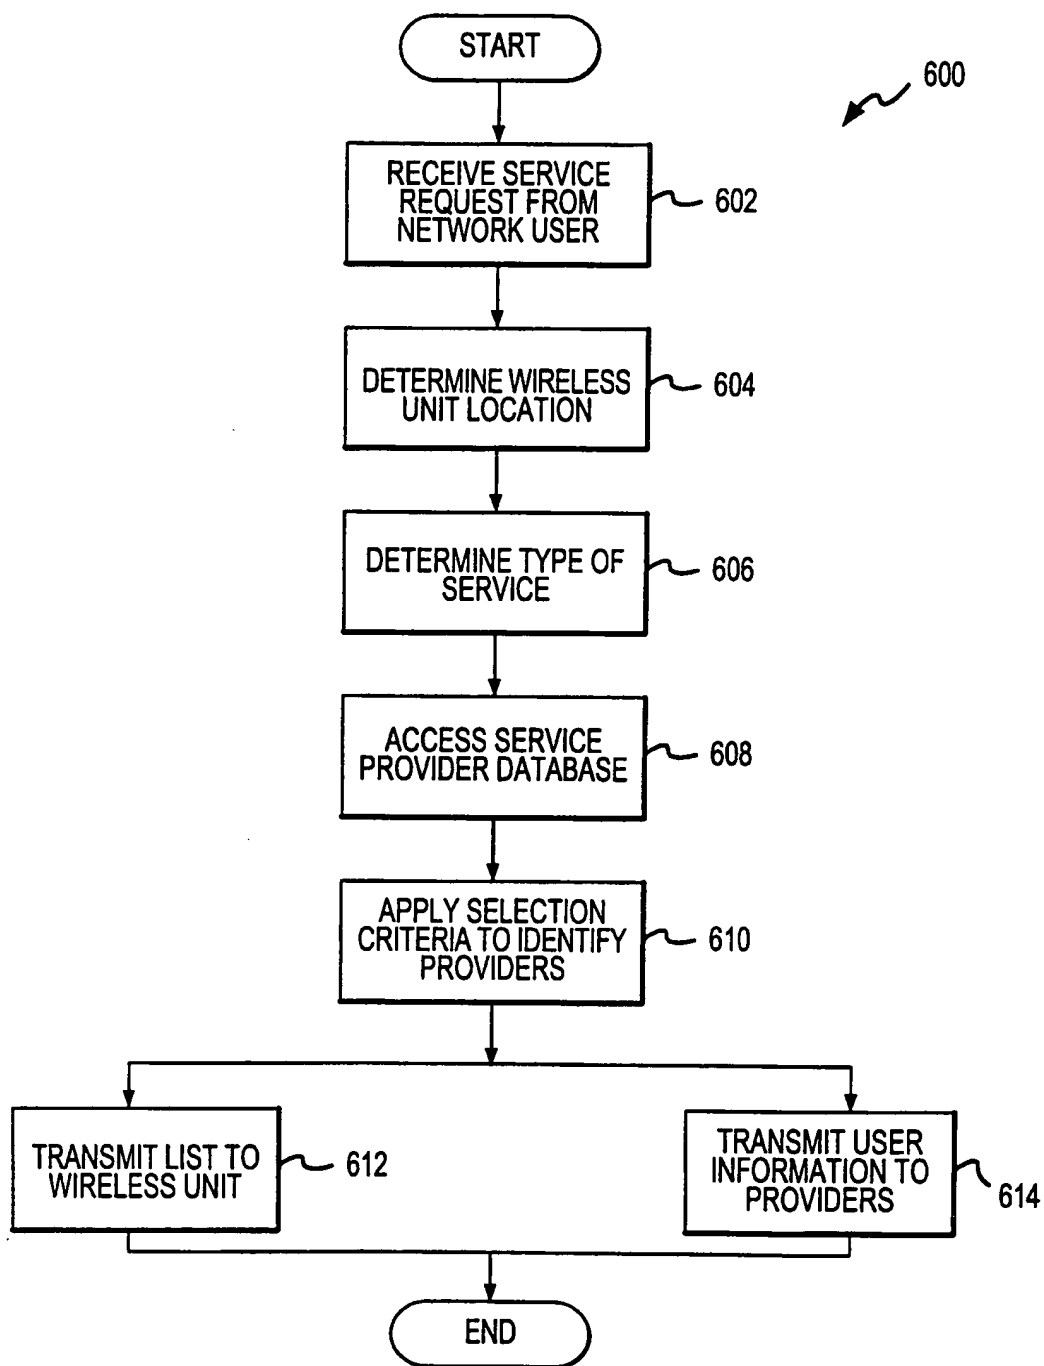 START
600
RECEIVE SERVICE
REQUEST FROM
NETWORK USER
602
DETERMINE WIRELESS
UNIT LOCATION
604
DETERMINE TYPE OF
SERVICE
606
ACCESS SERVICE
PROVIDER DATABASE
608
APPLY SELECTION
CRITERIA TO IDENTIFY
PROVIDERS
610
TRANSMIT LIST TO
WIRELESS UNIT
612
TRANSMIT USER
INFORMATION TO
PROVIDERS
614
END